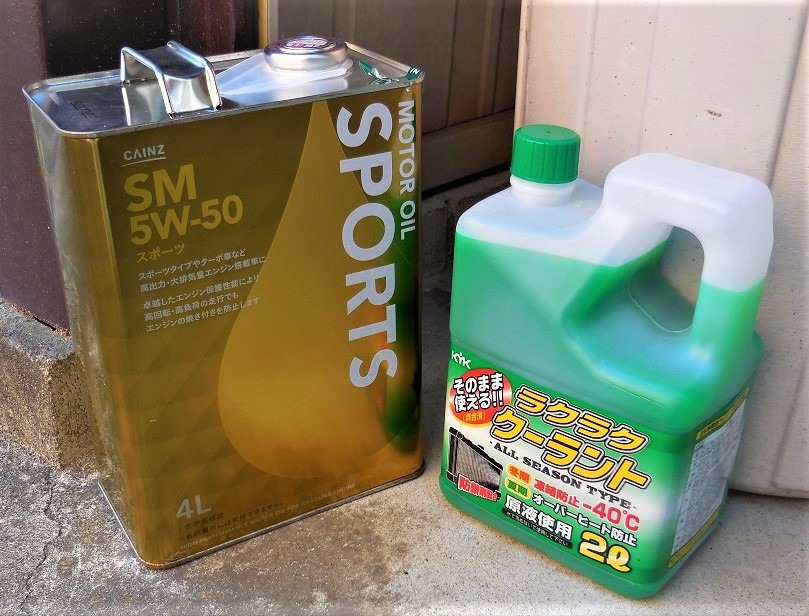 CAINZ
SM
5W-50
スポーツ
スポーツタイプやターボ車など
高出力・大排気量エンジン搭載車に
卓越したエンジン保護性能により
高回転・高負荷の走行でも
エンジンの焼き付きを防止します
4L
MOTOR OIL
SPORTS
KYK
そのまま
使える!!
ラクラク
クーラント
ALL SEASON TYPE
冬期 凍結防止 -40℃
夏期 オーバーヒート防止
原液使用
2ℓ